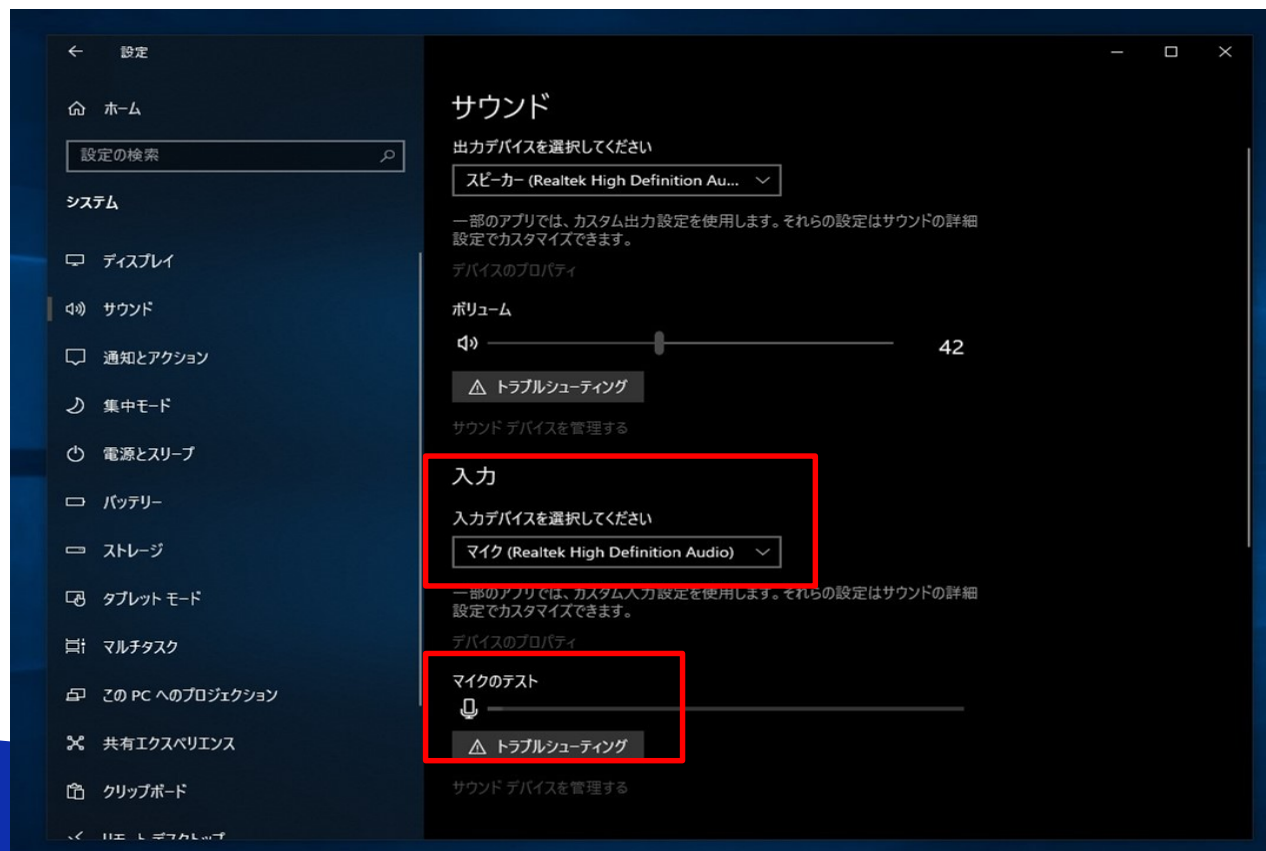 設定
ホーム
設定の検索
システム
ディスプレイ
サウンド
通知とアクション
集中モード
電源とスリープ
バッテリー
ストレージ
タブレット モード
マルチタスク
この PC へのプロジェクション
共有エクスペリエンス
クリップボード
リモート デスクトップ
サウンド
出力デバイスを選択してください
スピーカー (Realtek High Definition Au...
一部のアプリでは、カスタム出力設定を使用します。それらの設定はサウンドの詳細
設定でカスタマイズできます。
デバイスのプロパティ
ボリューム
42
トラブルシューティング
サウンド デバイスを管理する
入力
入力デバイスを選択してください
マイク (Realtek High Definition Audio)
一部のアプリでは、カスタム入力設定を使用します。それらの設定はサウンドの詳細
設定でカスタマイズできます。
デバイスのプロパティ
マイクのテスト
トラブルシューティング
サウンド デバイスを管理する